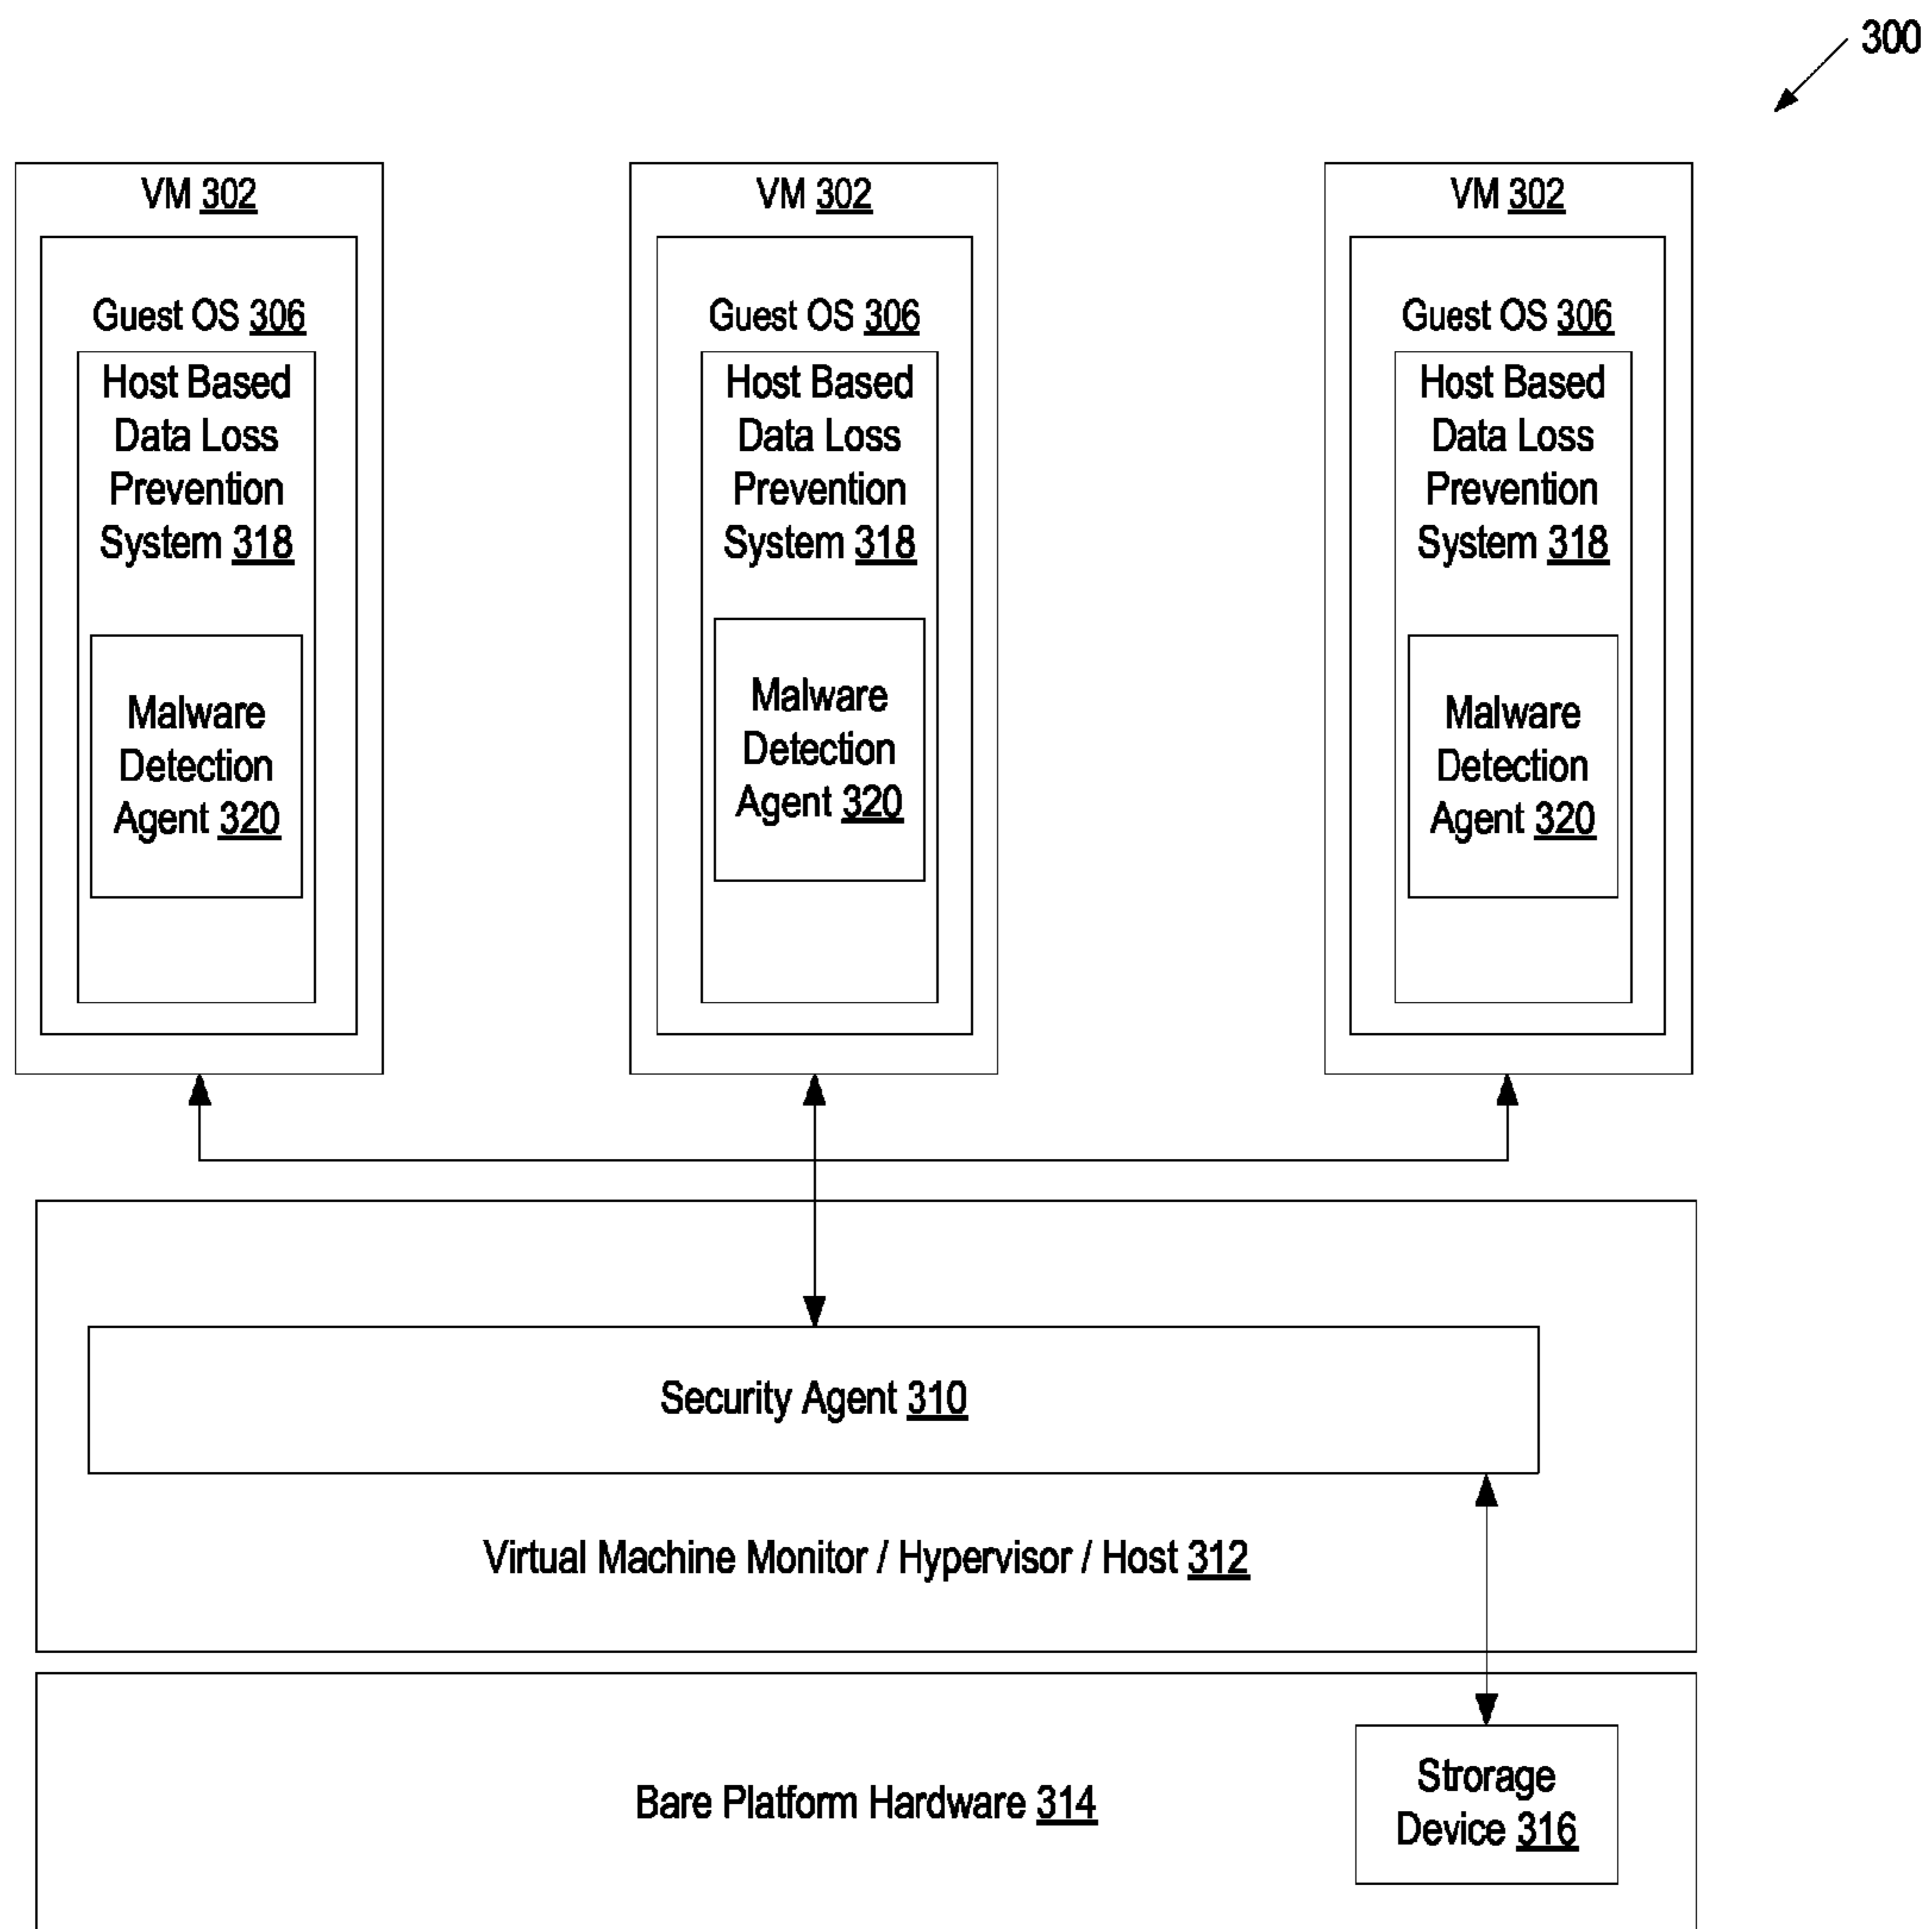 300
VM 302
Guest OS 306
Host Based
Data Loss
Prevention
System 318
Malware
Detection
Agent 320
VM 302
Guest OS 306
Host Based
Data Loss
Prevention
System 318
Malware
Detection
Agent 320
VM 302
Guest OS 306
Host Based
Data Loss
Prevention
System 318
Malware
Detection
Agent 320
Security Agent 310
Virtual Machine Monitor / Hypervisor / Host 312
Bare Platform Hardware 314
Strorage
Device 316